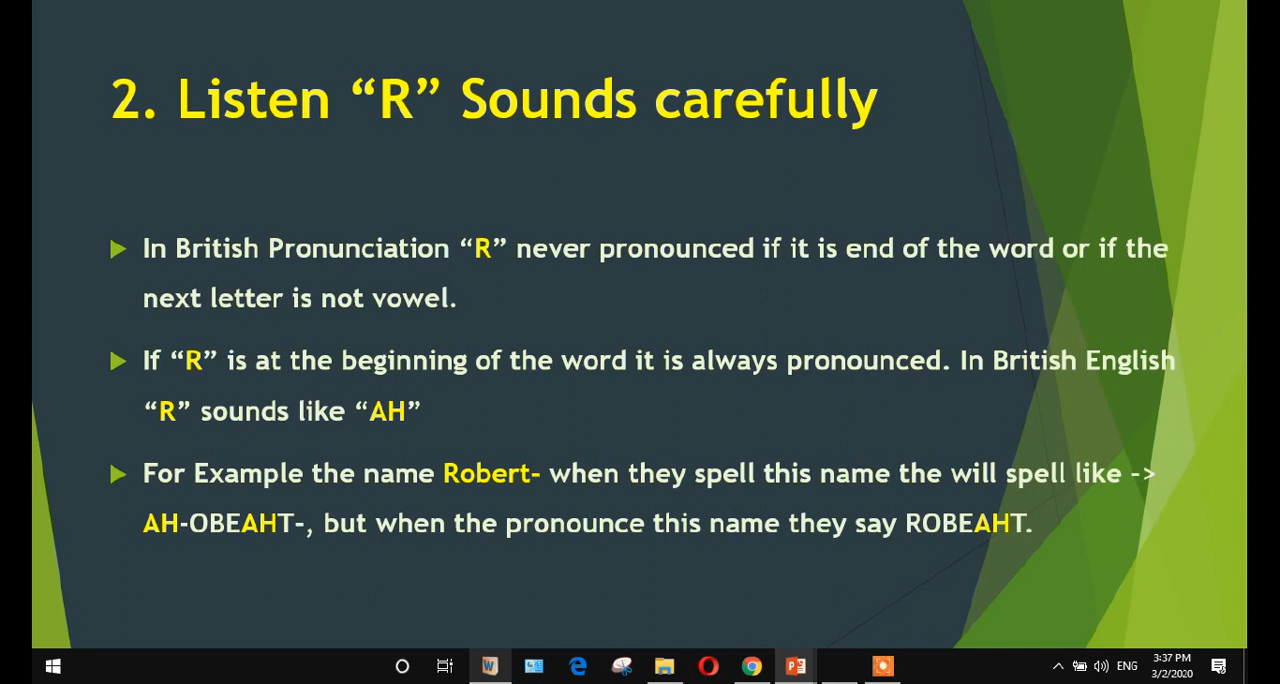 2. Listen “R” Sounds carefully
In British Pronunciation “R” never pronounced if it is end of the word or if the
next letter is not vowel.
If “R” is at the beginning of the word it is always pronounced. In British English
“R” sounds like “AH”
For Example the name Robert- when they spell this name the will spell like ->
AH-OBEAHT-, but when the pronounce this name they say ROBEAHT.
ENG
3:37 PM
3/2/2020